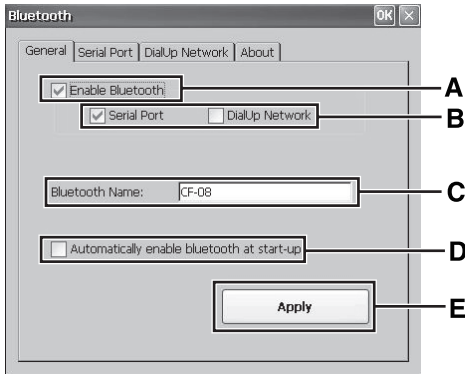 Bluetooth OK
General Serial Port DialUp Network About
Enable Bluetooth A
Serial Port DialUp Network B
Bluetooth Name: CF-08 C
Automatically enable bluetooth at start-up D
Apply E